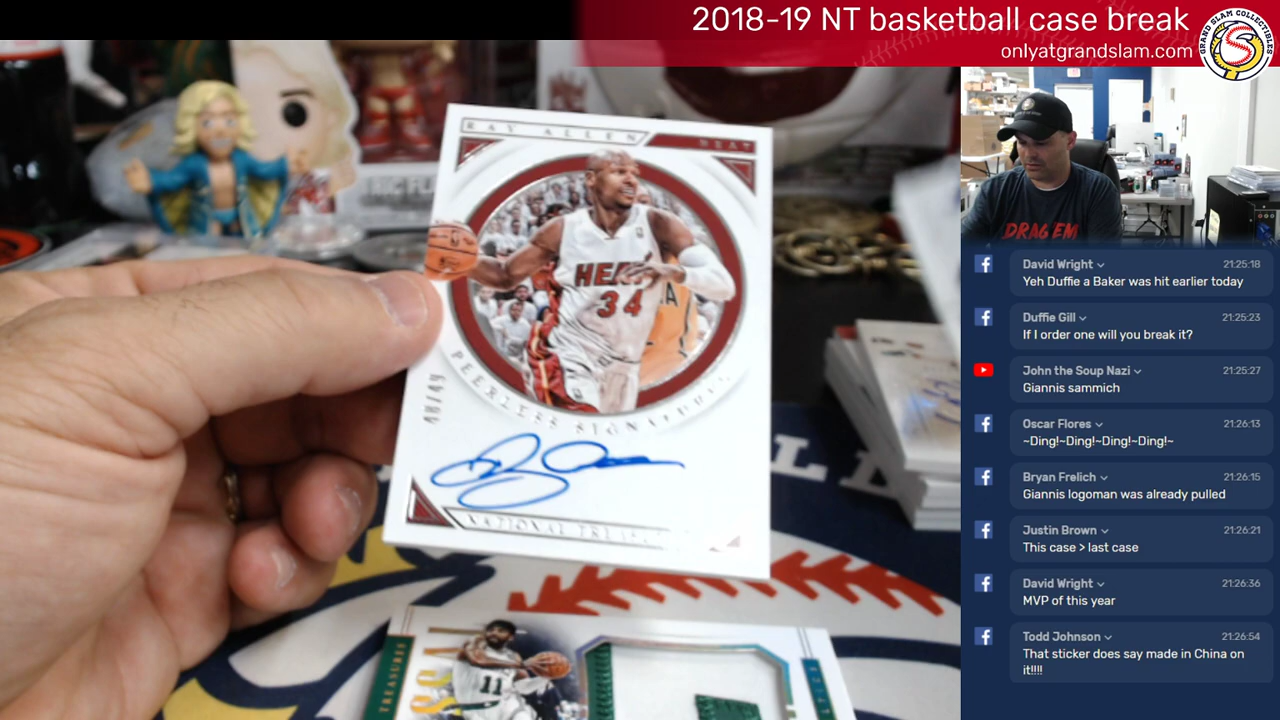 2018-19 NT basketball case break
onlyatgrandslam.com
GRAND SLAM COLLECTIBLES
RAY ALLEN
HEAT
HEAT
34
PEERLESS SIGNATURES
48/49
NATIONAL TREASU
TREASURES
11
DRAG EM
David Wright 21:25:18
Yeh Duffie a Baker was hit earlier today
Duffie Gill 21:25:23
If I order one will you break it?
John the Soup Nazi 21:25:27
Giannis sammich
Oscar Flores 21:26:13
~Ding!~Ding!~Ding!~Ding!~
Bryan Frelich 21:26:15
Giannis logoman was already pulled
Justin Brown 21:26:21
This case > last case
David Wright 21:26:36
MVP of this year
Todd Johnson 21:26:54
That sticker does say made in China on
it!!!!